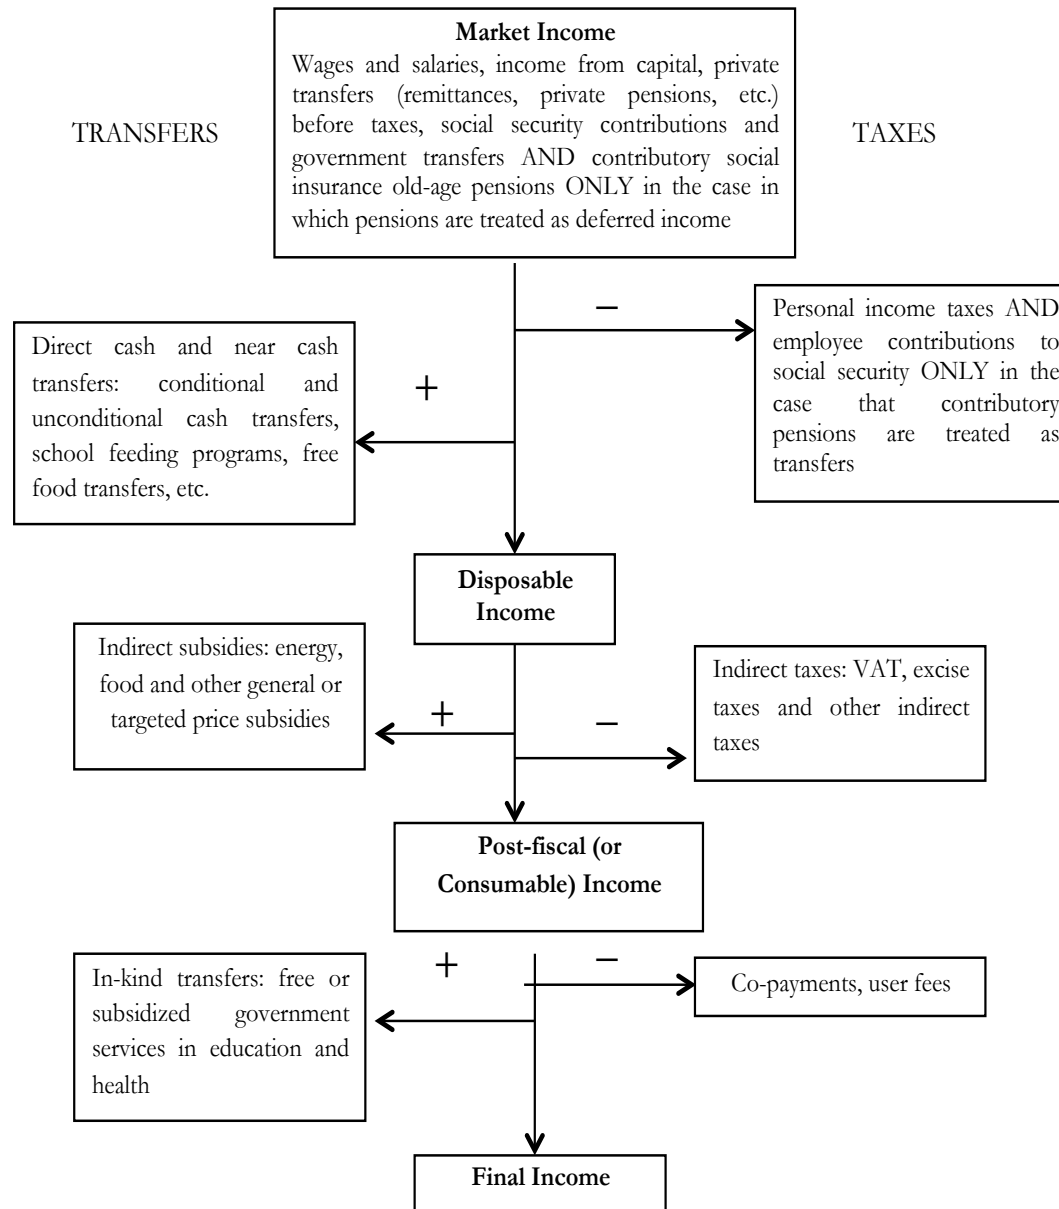 Market Income
Wages and salaries, income from capital, private
transfers (remittances, private pensions, etc.)
before taxes, social security contributions and
government transfers AND contributory social
insurance old-age pensions ONLY in the case in
which pensions are treated as deferred income
TRANSFERS
TAXES
−
Personal income taxes AND
employee contributions to
social security ONLY in the
case that contributory
pensions are treated as
transfers
Direct cash and near cash
transfers: conditional and
unconditional cash transfers,
school feeding programs, free
food transfers, etc.
+
Disposable
Income
Indirect subsidies: energy,
food and other general or
targeted price subsidies
+
−
Indirect taxes: VAT, excise
taxes and other indirect
taxes
Post-fiscal (or
Consumable) Income
In-kind transfers: free or
subsidized government
services in education and
health
+
−
Co-payments, user fees
Final Income